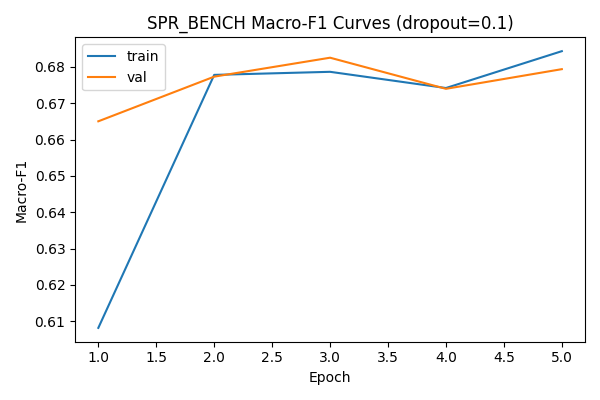 SPR_BENCH Macro-F1 Curves (dropout=0.1)
train
val
Macro-F1
0.68
0.67
0.66
0.65
0.64
0.63
0.62
0.61
1.0 1.5 2.0 2.5 3.0 3.5 4.0 4.5 5.0
Epoch